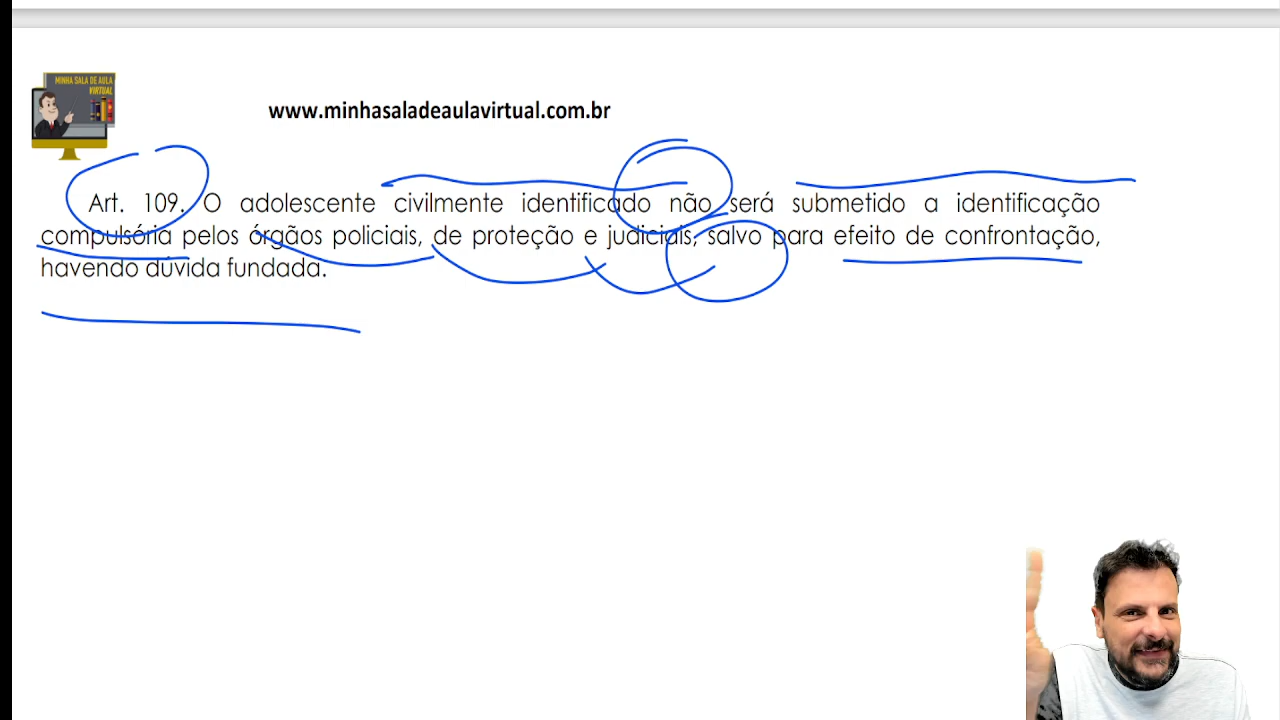 MINHA SALA DE AULA
VIRTUAL
www.minhasaladeaulavirtual.com.br
Art. 109. O adolescente civilmente identificado não será submetido a identificação
compulsória pelos órgãos policiais, de proteção e judiciais, salvo para efeito de confrontação,
havendo dúvida fundada.